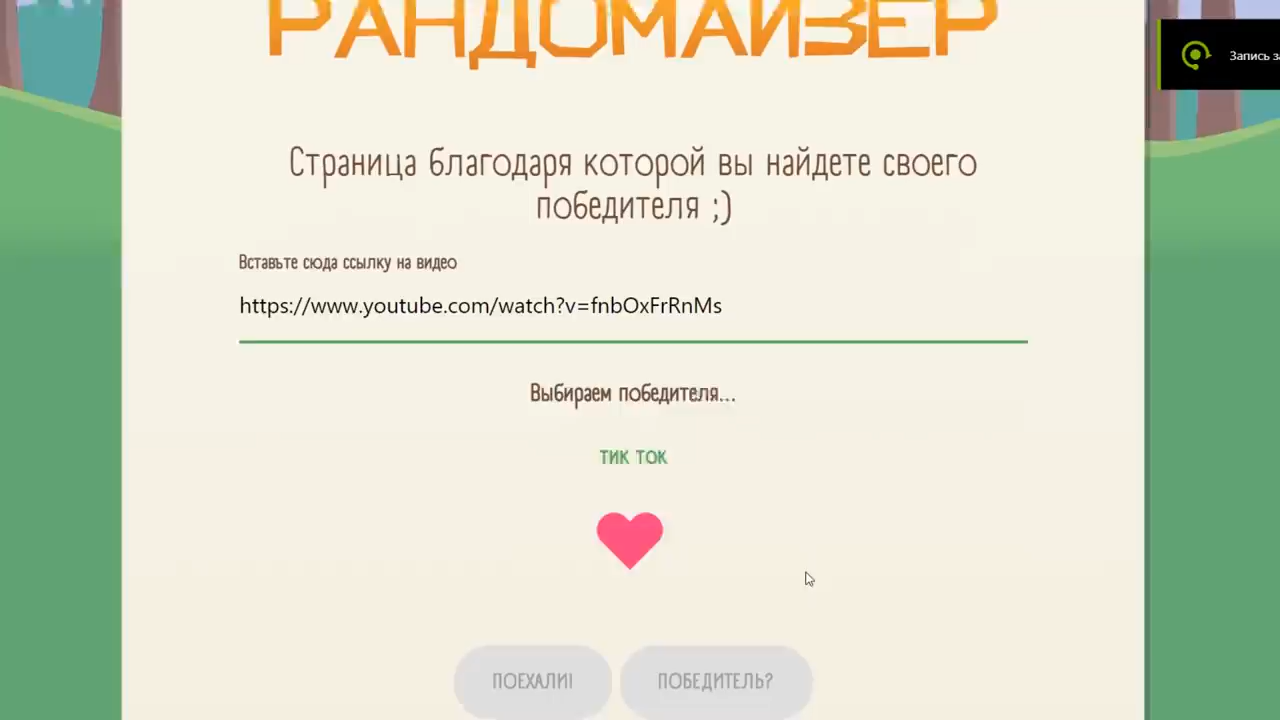 РАНДОМАЙЗЕР
Запись
Страница благодаря которой вы найдете своего
победителя ;)
Вставьте сюда ссылку на видео
https://www.youtube.com/watch?v=fnbOxFrRnMs
Выбираем победителя...
ТИК ТОК
ПОЕХАЛИ!
ПОБЕДИТЕЛЬ?